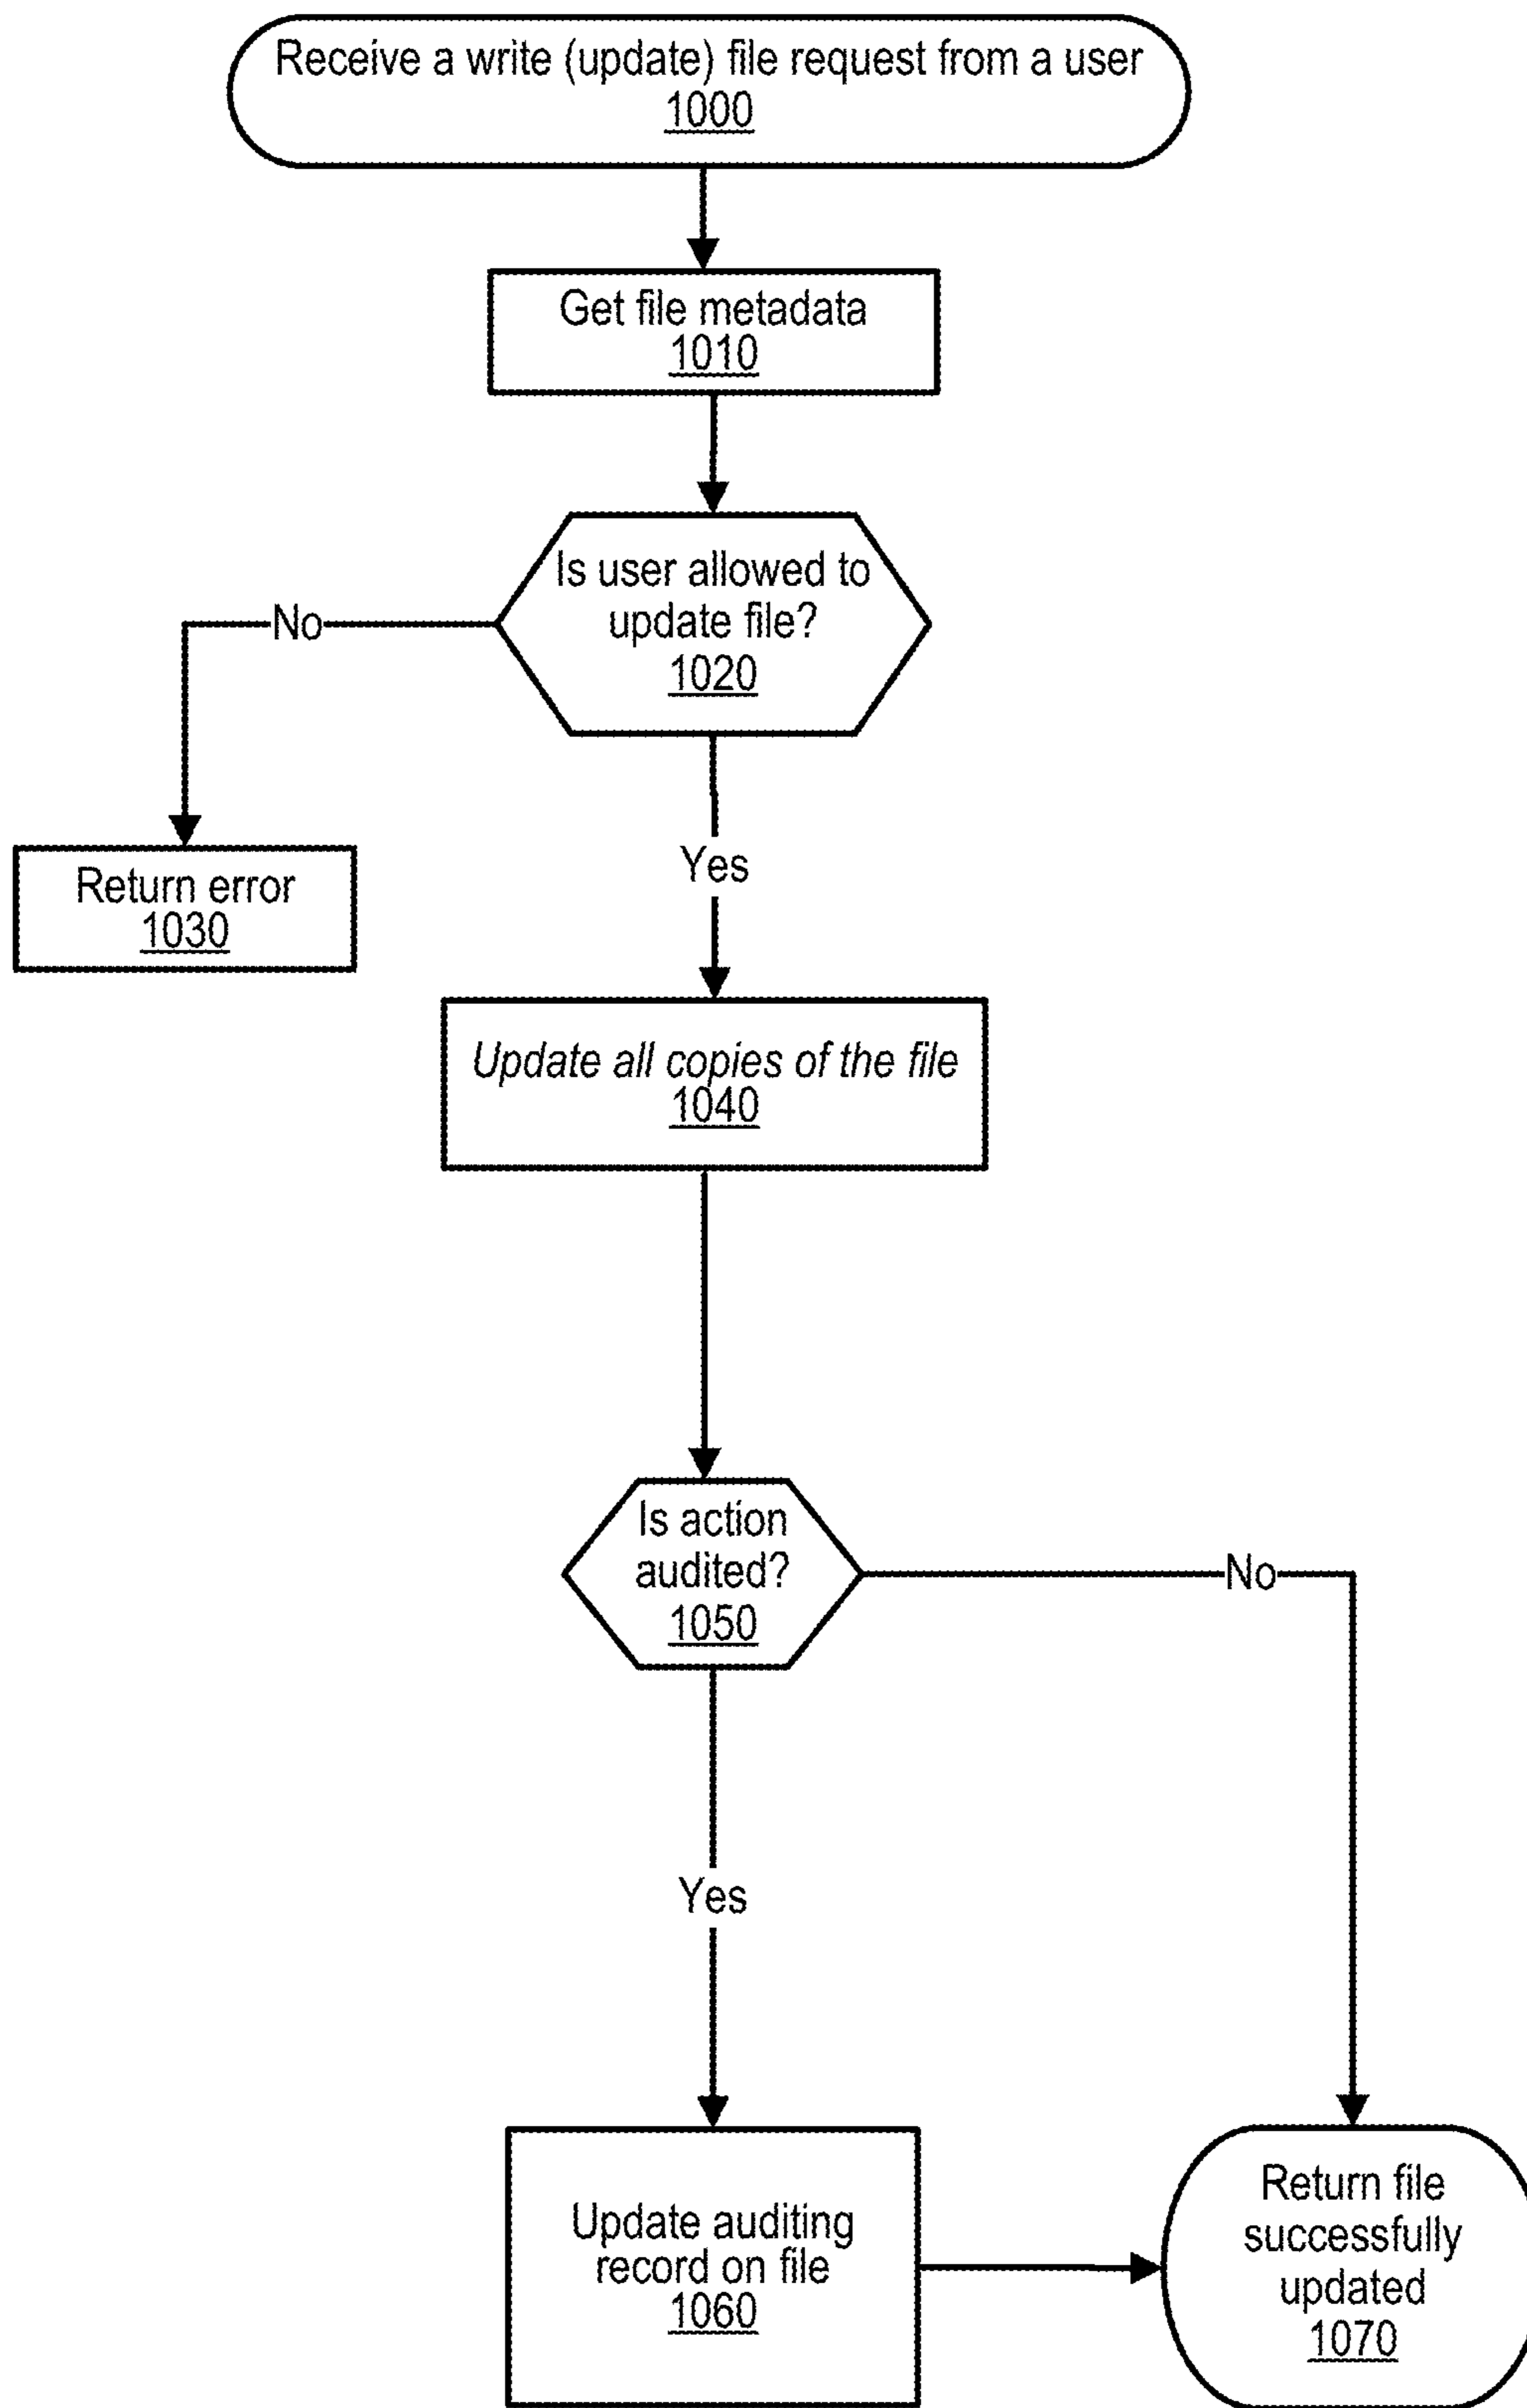 Receive a write (update) file request from a user
1000
Get file metadata
1010
Is user allowed to
update file?
1020
No
Yes
Return error
1030
Update all copies of the file
1040
Is action
audited?
1050
No
Yes
Update auditing
record on file
1060
Return file
successfully
updated
1070